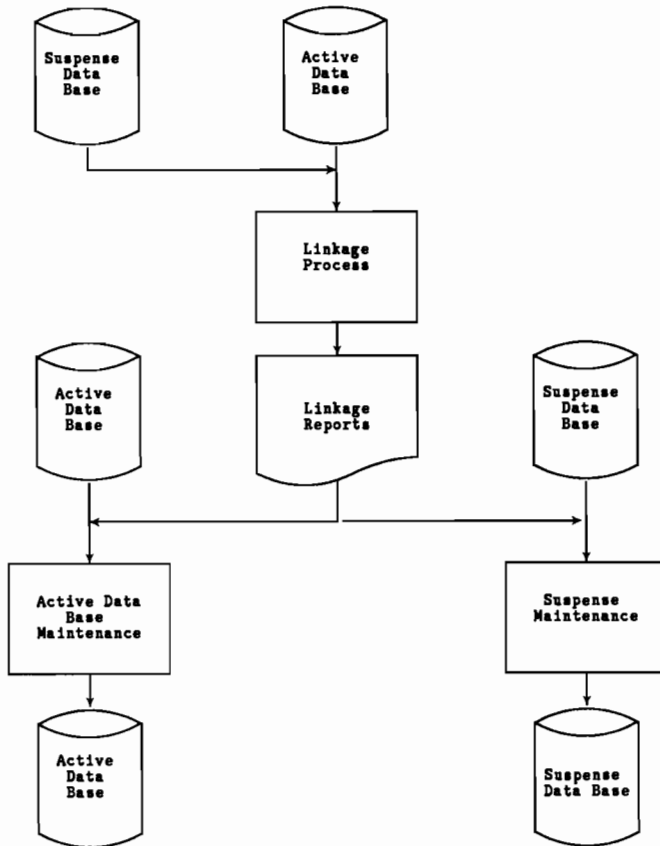 Suspense
Data
Base
Active
Data
Base
Linkage
Process
Active
Data
Base
Linkage
Reports
Suspense
Data
Base
Active Data
Base
Maintenance
Suspense
Maintenance
Active
Data
Base
Suspense
Data Base